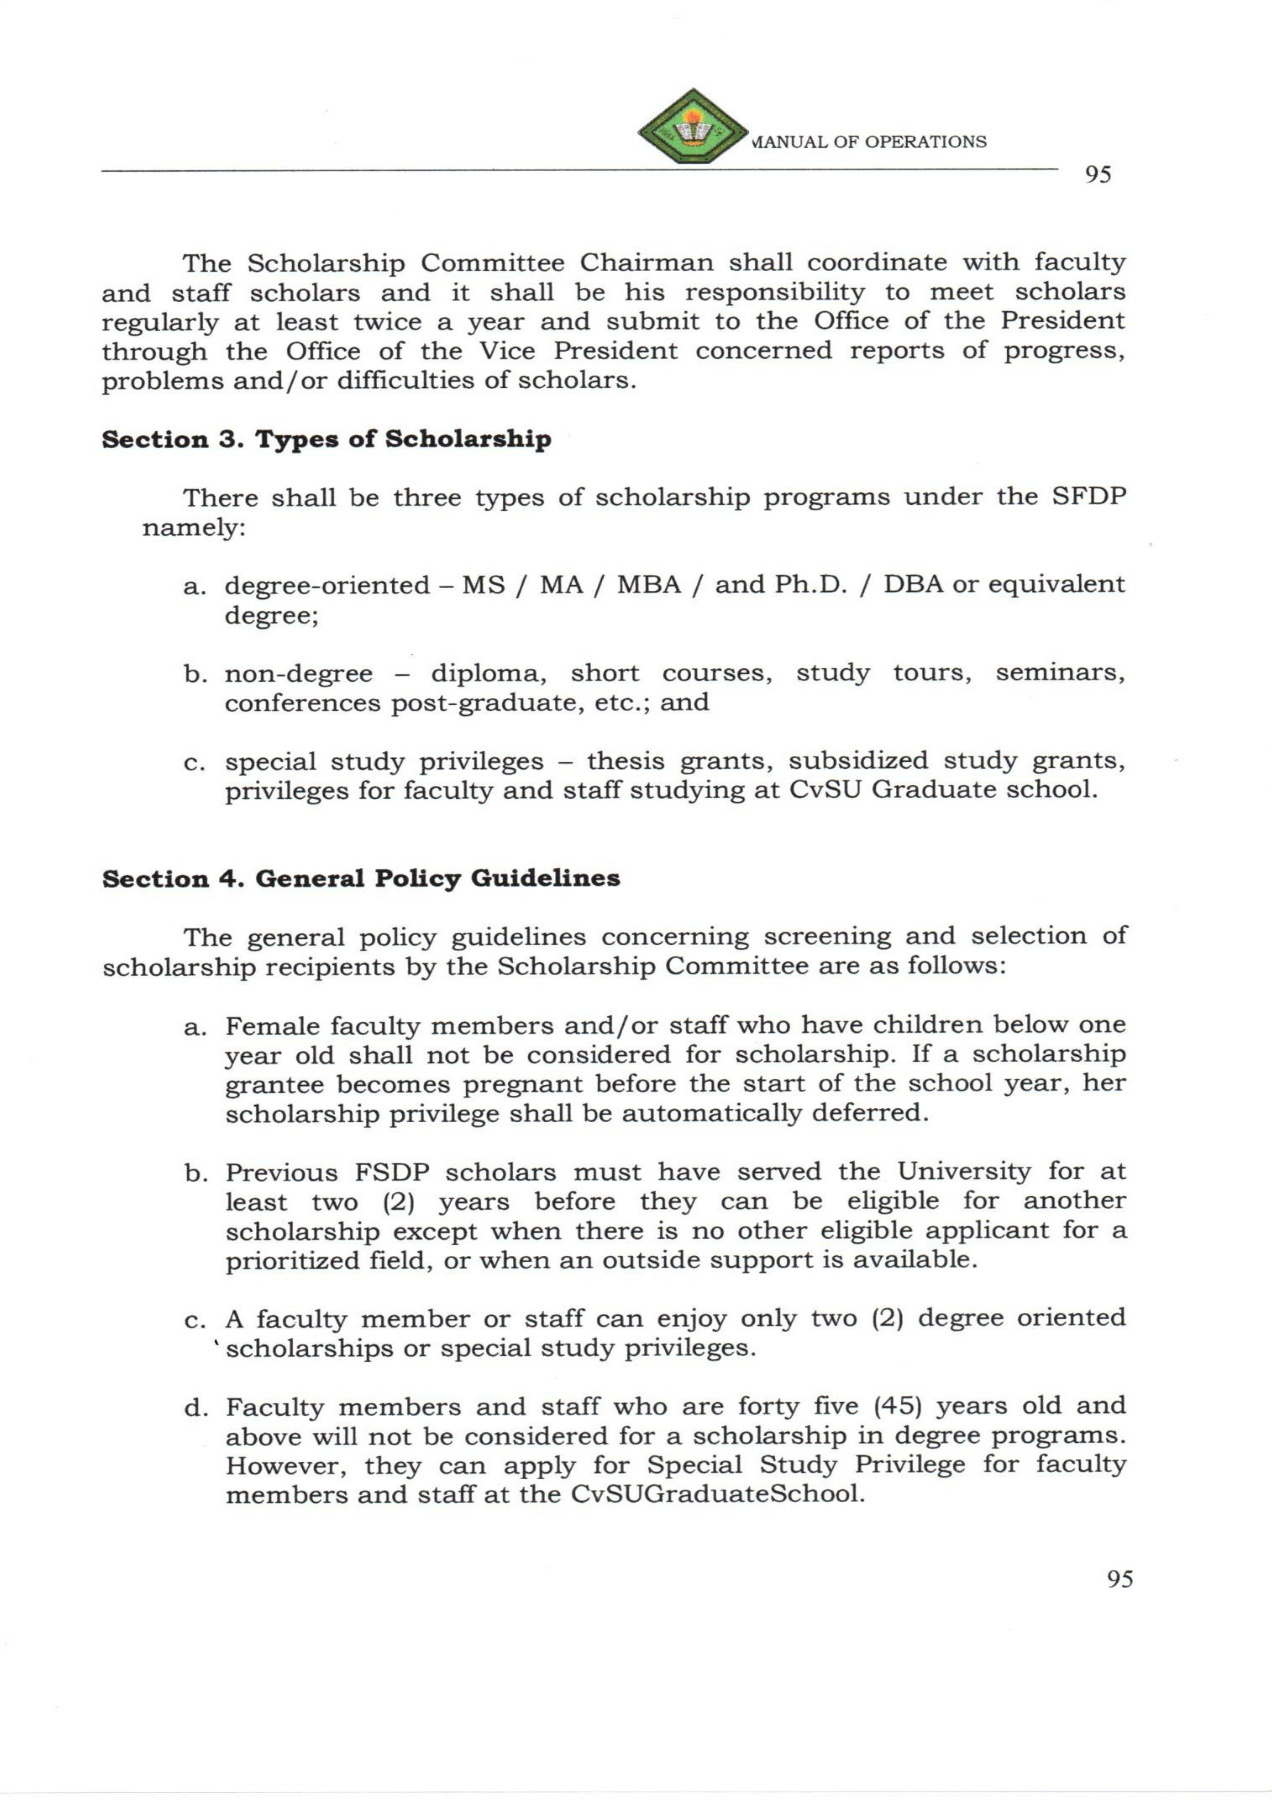 MANUAL OF OPERATIONS
95
The Scholarship Committee Chairman shall coordinate with faculty
and staff scholars and it shall be his responsibility to meet scholars
regularly at least twice a year and submit to the Office of the President
through the Office of the Vice President concerned reports of progress,
problems and/or difficulties of scholars.
Section 3. Types of Scholarship
There shall be three types of scholarship programs under the SFDP
namely:
a. degree-oriented – MS / MA / MBA / and Ph.D. / DBA or equivalent
degree;
b. non-degree – diploma, short courses, study tours, seminars,
conferences post-graduate, etc.; and
c. special study privileges – thesis grants, subsidized study grants,
privileges for faculty and staff studying at CvSU Graduate school.
Section 4. General Policy Guidelines
The general policy guidelines concerning screening and selection of
scholarship recipients by the Scholarship Committee are as follows:
a. Female faculty members and/or staff who have children below one
year old shall not be considered for scholarship. If a scholarship
grantee becomes pregnant before the start of the school year, her
scholarship privilege shall be automatically deferred.
b. Previous FSDP scholars must have served the University for at
least two (2) years before they can be eligible for another
scholarship except when there is no other eligible applicant for a
prioritized field, or when an outside support is available.
c. A faculty member or staff can enjoy only two (2) degree oriented
scholarships or special study privileges.
d. Faculty members and staff who are forty five (45) years old and
above will not be considered for a scholarship in degree programs.
However, they can apply for Special Study Privilege for faculty
members and staff at the CvSUGraduateSchool.
95